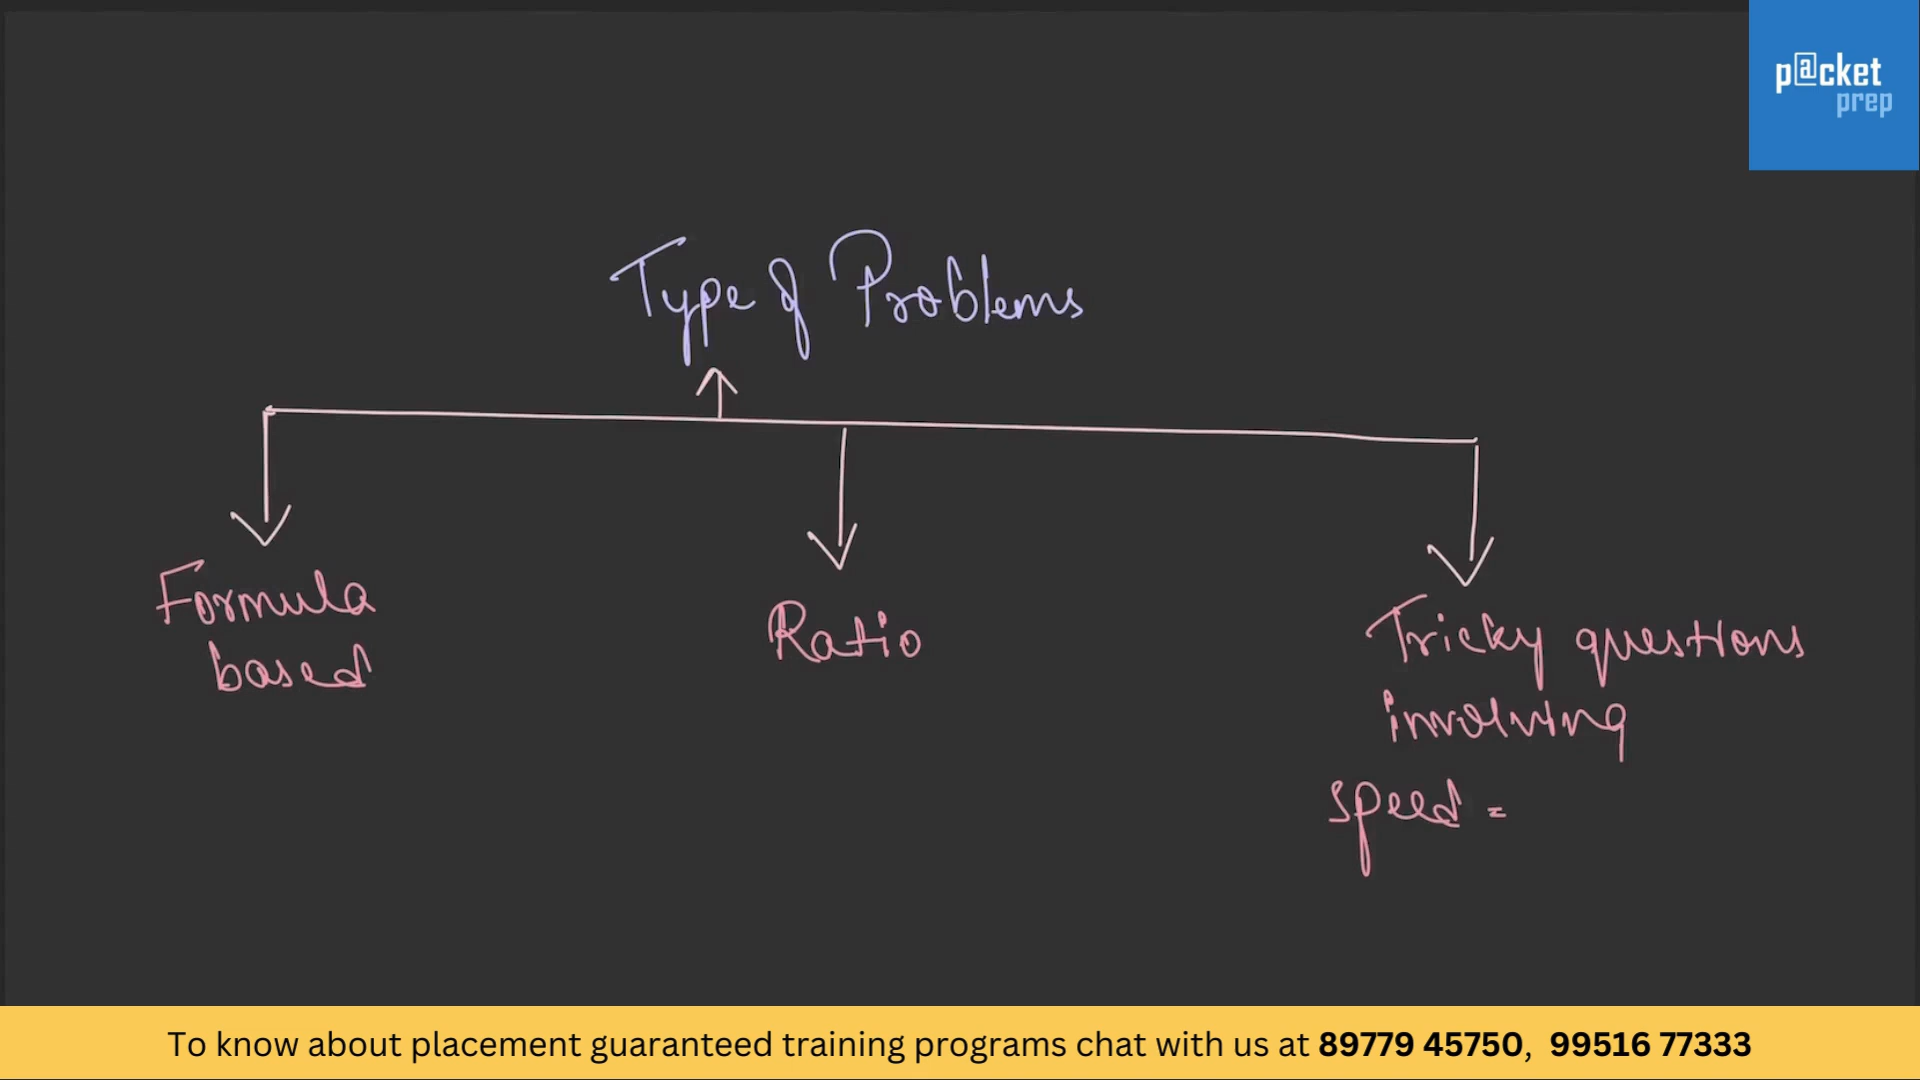 p@cket
prep
Type of Problems
Formula
based
Ratio
Tricky questions
involving
speed =
To know about placement guaranteed training programs chat with us at 89779 45750, 99516 77333